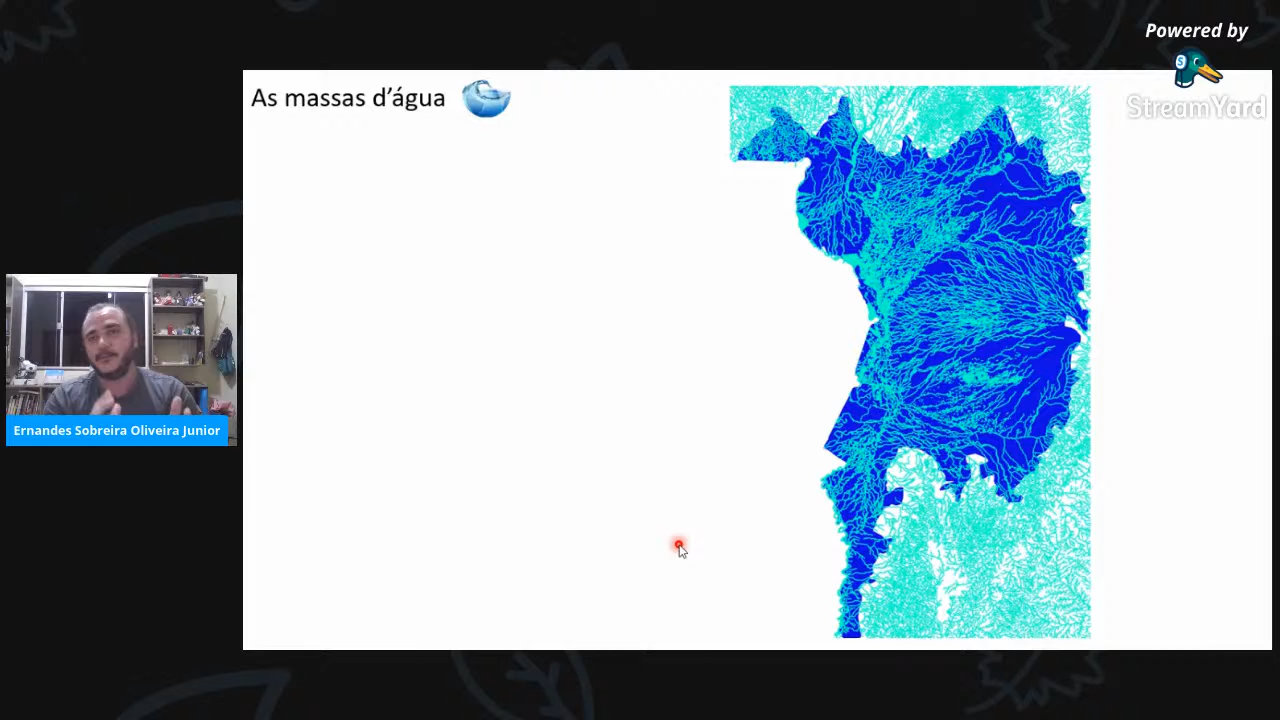 Powered by
StreamYard
As massas d'água
Ernandes Sobreira Oliveira Junior